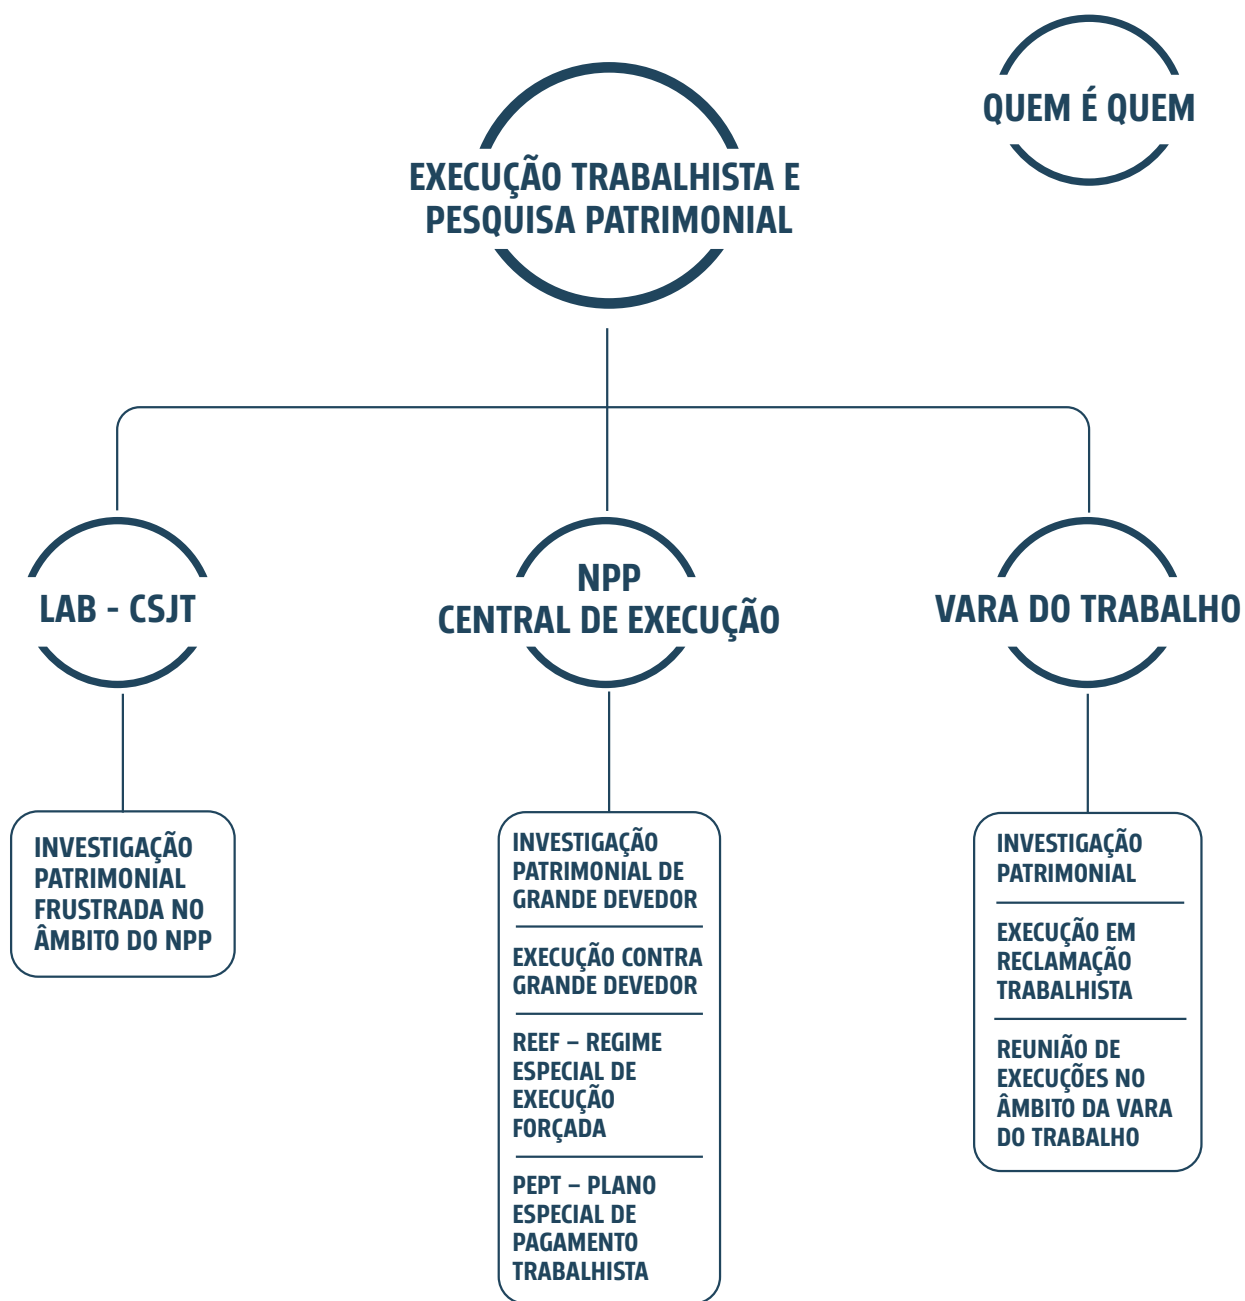 QUEM É QUEM
EXECUÇÃO TRABALHISTA E
PESQUISA PATRIMONIAL
LAB - CSJT
NPP
CENTRAL DE EXECUÇÃO
VARA DO TRABALHO
INVESTIGAÇÃO
PATRIMONIAL
FRUSTRADA NO
ÂMBITO DO NPP
INVESTIGAÇÃO
PATRIMONIAL DE
GRANDE DEVEDOR
EXECUÇÃO CONTRA
GRANDE DEVEDOR
REEF – REGIME
ESPECIAL DE
EXECUÇÃO
FORÇADA
PEPT – PLANO
ESPECIAL DE
PAGAMENTO
TRABALHISTA
INVESTIGAÇÃO
PATRIMONIAL
EXECUÇÃO EM
RECLAMAÇÃO
TRABALHISTA
REUNIÃO DE
EXECUÇÕES NO
ÂMBITO DA VARA
DO TRABALHO